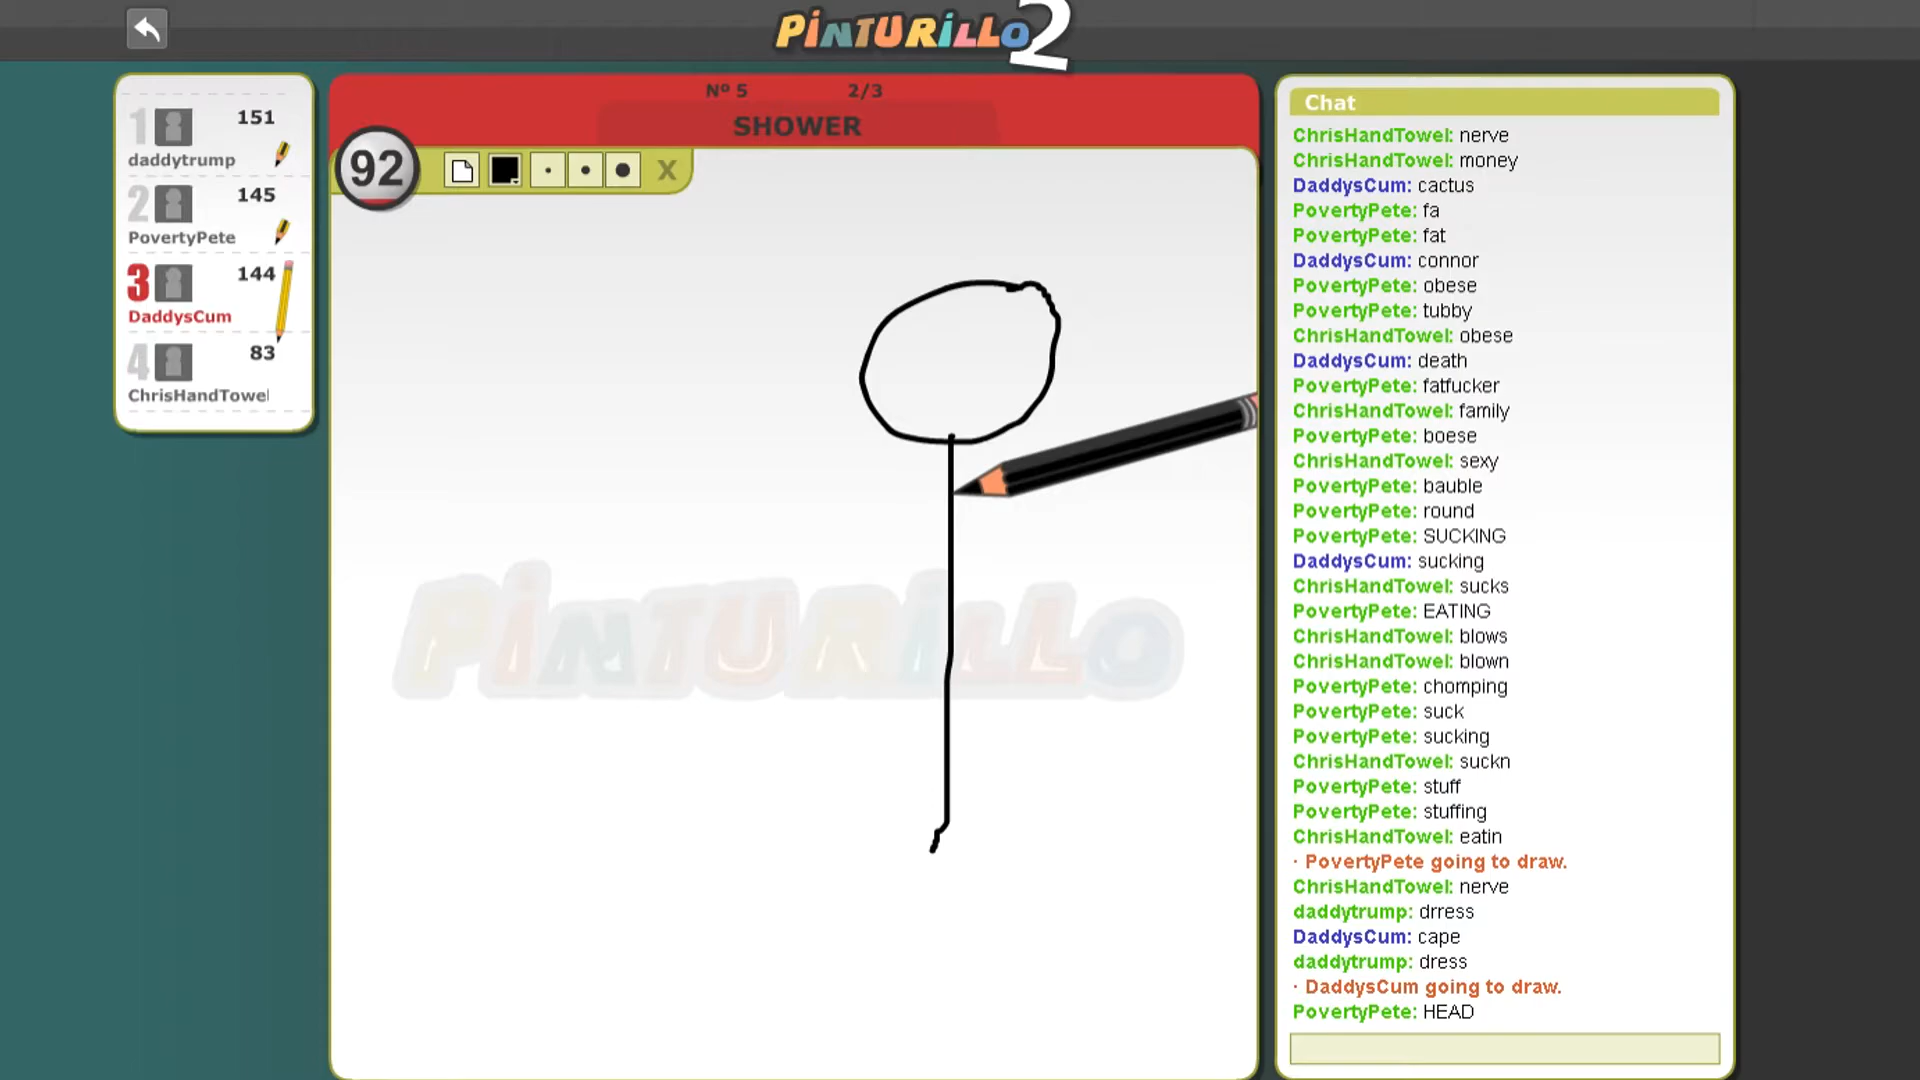 PINTURILLO 2
1 151
daddytrump
2 145
PovertyPete
3 144
DaddysCum
4 83
ChrisHandTowel
Nº 5 2/3
SHOWER
92
X
PINTURILLO
Chat
ChrisHandTowel: nerve
ChrisHandTowel: money
DaddysCum: cactus
PovertyPete: fa
PovertyPete: fat
DaddysCum: connor
PovertyPete: obese
PovertyPete: tubby
ChrisHandTowel: obese
DaddysCum: death
PovertyPete: fatfucker
ChrisHandTowel: family
PovertyPete: boese
ChrisHandTowel: sexy
PovertyPete: bauble
PovertyPete: round
PovertyPete: SUCKING
DaddysCum: sucking
ChrisHandTowel: sucks
PovertyPete: EATING
ChrisHandTowel: blows
ChrisHandTowel: blown
PovertyPete: chomping
PovertyPete: suck
PovertyPete: sucking
ChrisHandTowel: suckn
PovertyPete: stuff
PovertyPete: stuffing
ChrisHandTowel: eatin
· PovertyPete going to draw.
ChrisHandTowel: nerve
daddytrump: drress
DaddysCum: cape
daddytrump: dress
· DaddysCum going to draw.
PovertyPete: HEAD